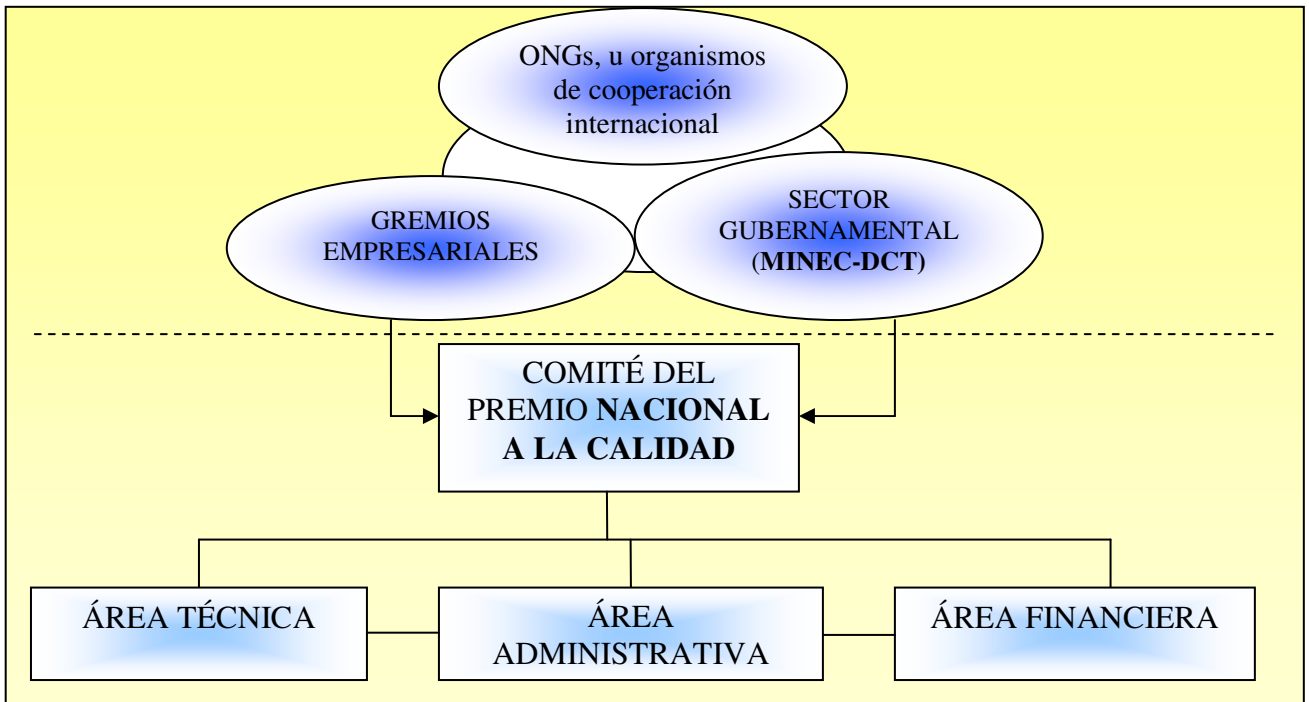 ONGs, u organismos
de cooperación
internacional
GREMIOS
EMPRESARIALES
SECTOR
GUBERNAMENTAL
(MINEC-DCT)
COMITÉ DEL
PREMIO NACIONAL
A LA CALIDAD
ÁREA TÉCNICA
ÁREA
ADMINISTRATIVA
ÁREA FINANCIERA